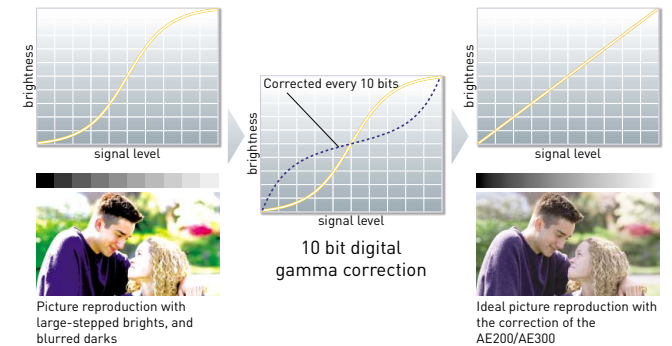 brightness
signal level
Picture reproduction with
large-stepped brights, and
blurred darks
Corrected every 10 bits
brightness
signal level
10 bit digital
gamma correction
brightness
signal level
Ideal picture reproduction with
the correction of the
AE200/AE300